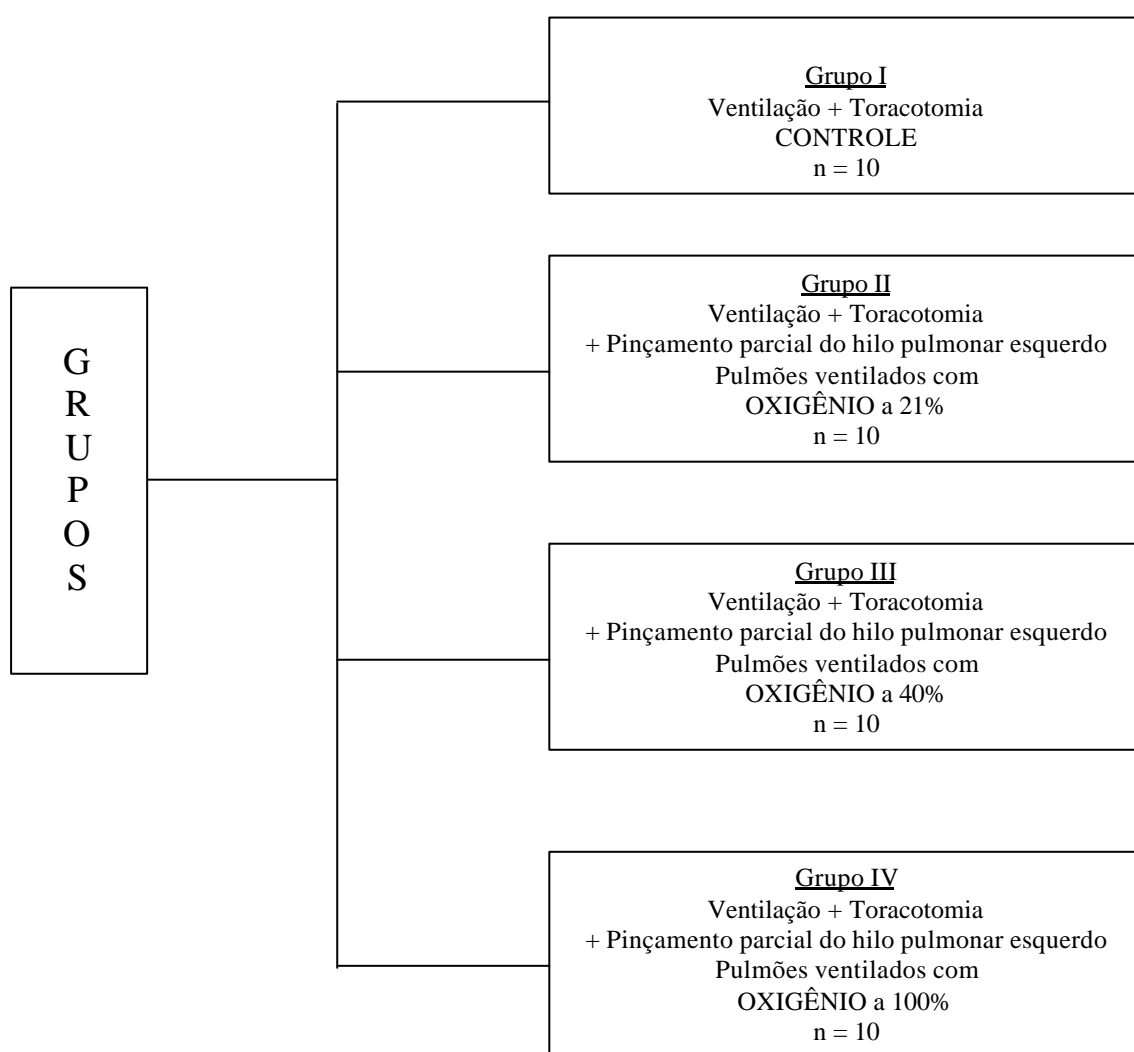 GRUPOS
Grupo I
Ventilação + Toracotomia
CONTROLE
n = 10
Grupo II
Ventilação + Toracotomia
+ Pinçamento parcial do hilo pulmonar esquerdo
Pulmões ventilados com
OXIGÊNIO a 21%
n = 10
Grupo III
Ventilação + Toracotomia
+ Pinçamento parcial do hilo pulmonar esquerdo
Pulmões ventilados com
OXIGÊNIO a 40%
n = 10
Grupo IV
Ventilação + Toracotomia
+ Pinçamento parcial do hilo pulmonar esquerdo
Pulmões ventilados com
OXIGÊNIO a 100%
n = 10